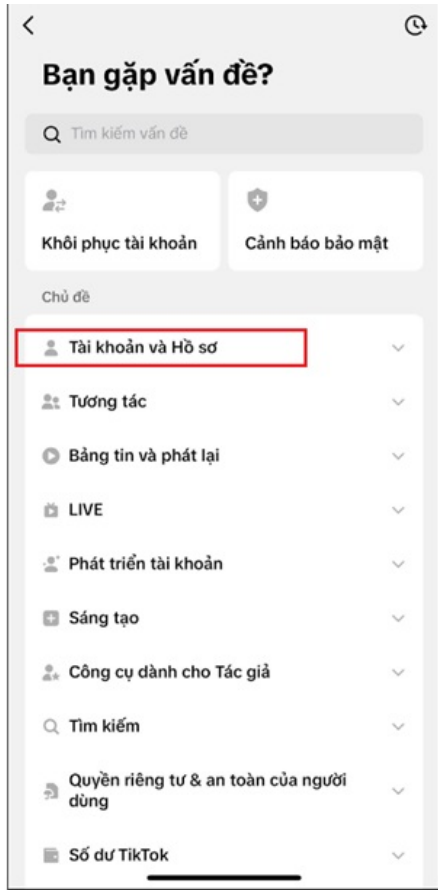 Bạn gặp vấn đề?
Tìm kiếm vấn đề
Khôi phục tài khoản
Cảnh báo bảo mật
Chủ đề
Tài khoản và Hồ sơ
Tương tác
Bảng tin và phát lại
LIVE
Phát triển tài khoản
Sáng tạo
Công cụ dành cho Tác giả
Tìm kiếm
Quyền riêng tư & an toàn của người
dùng
Số dư TikTok